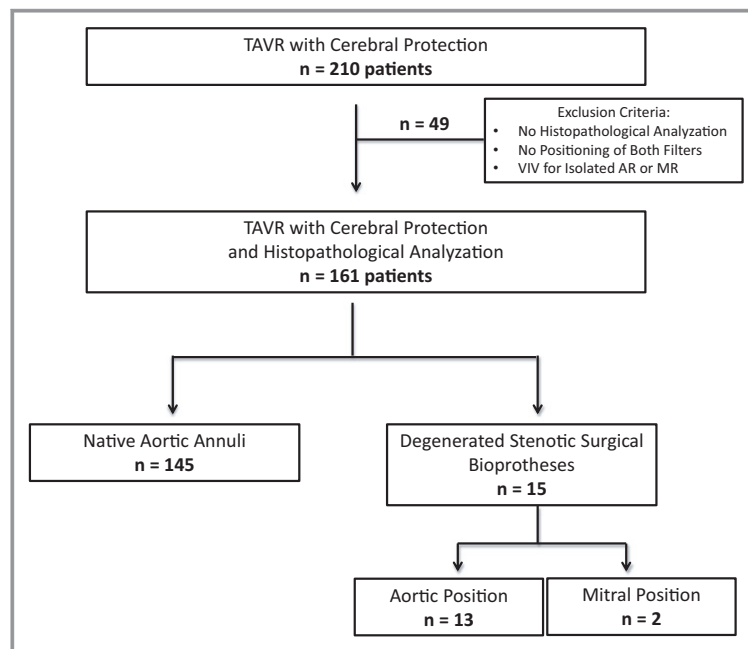 TAVR with Cerebral Protection
n = 210 patients
n = 49
Exclusion Criteria:
• No Histopathological Analyzation
• No Positioning of Both Filters
• VIV for Isolated AR or MR
TAVR with Cerebral Protection
and Histopathological Analyzation
n = 161 patients
Native Aortic Annuli
n = 145
Degenerated Stenotic Surgical
Bioprotheses
n = 15
Aortic Position
n = 13
Mitral Position
n = 2